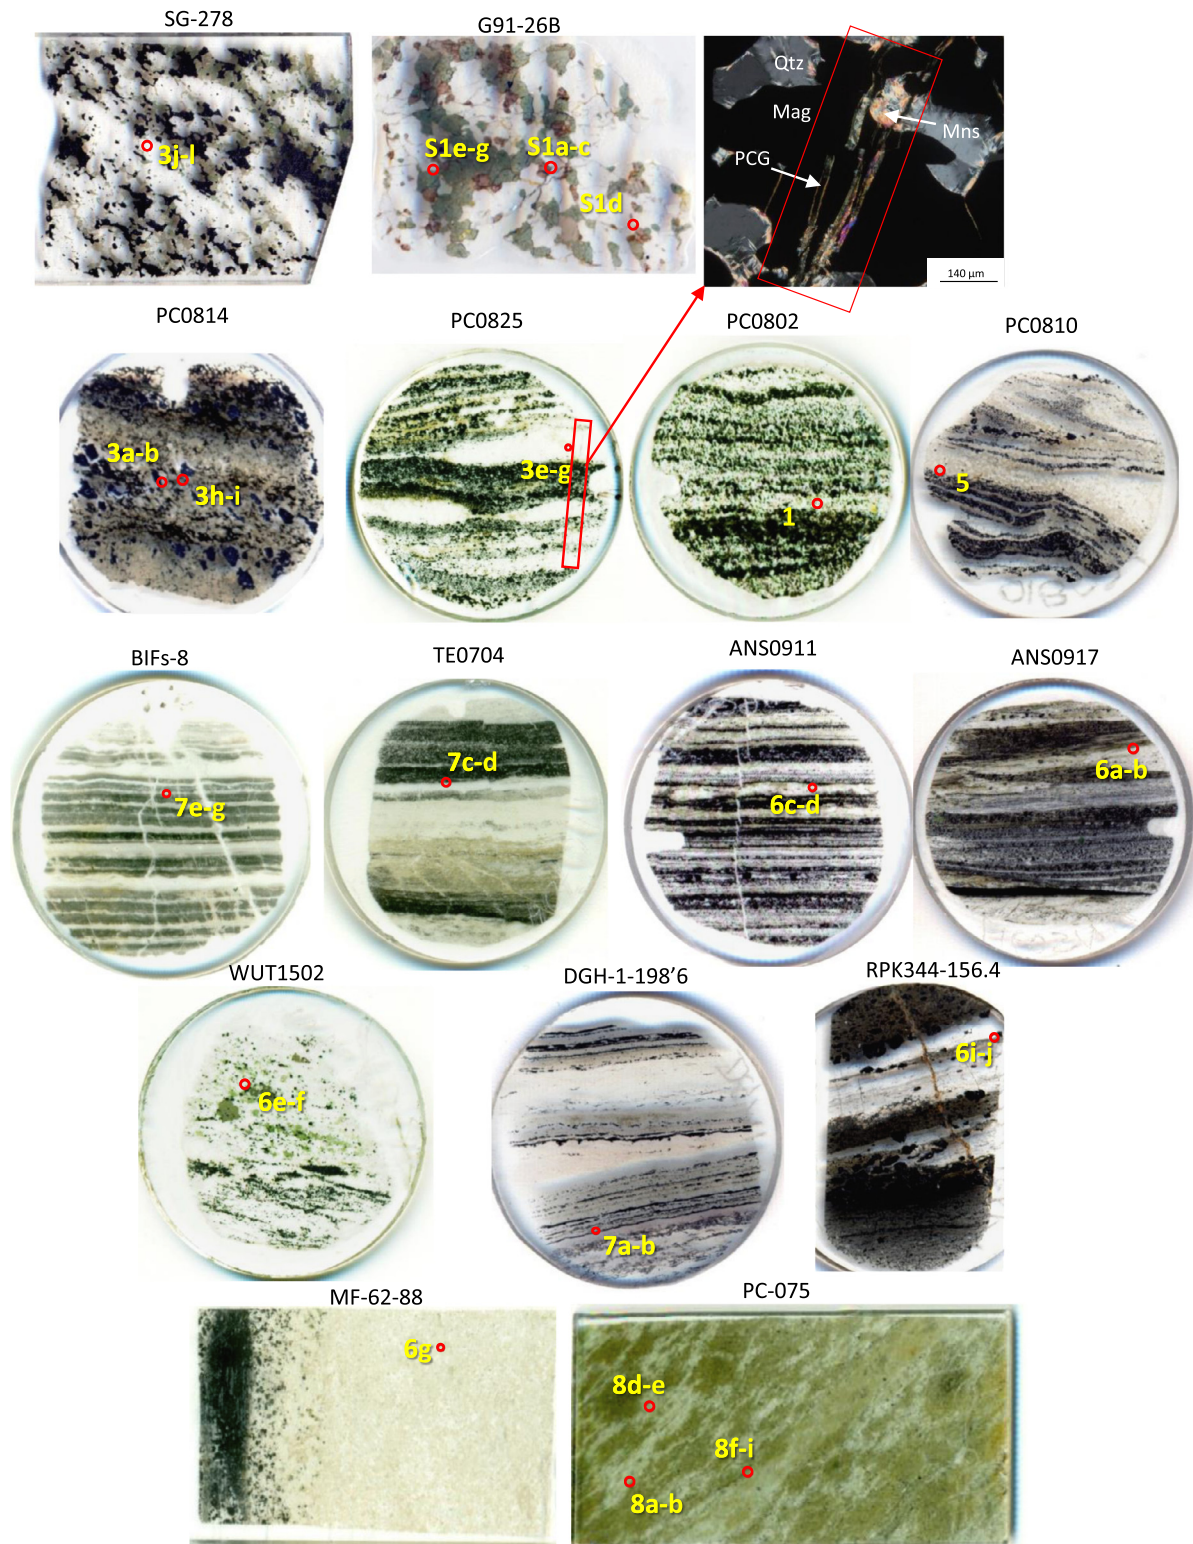 SG-278
G91-26B
3j-l
S1e-g
S1a-c
S1d
Qtz
Mag
Mns
PCG
140 µm
PC0814
PC0825
PC0802
PC0810
3a-b
3h-i
3e-g
1
5
BIFs-8
TE0704
ANS0911
ANS0917
7e-g
7c-d
6c-d
6a-b
WUT1502
DGH-1-198’6
RPK344-156.4
6e-f
7a-b
6i-j
MF-62-88
PC-075
6g
8d-e
8f-i
8a-b